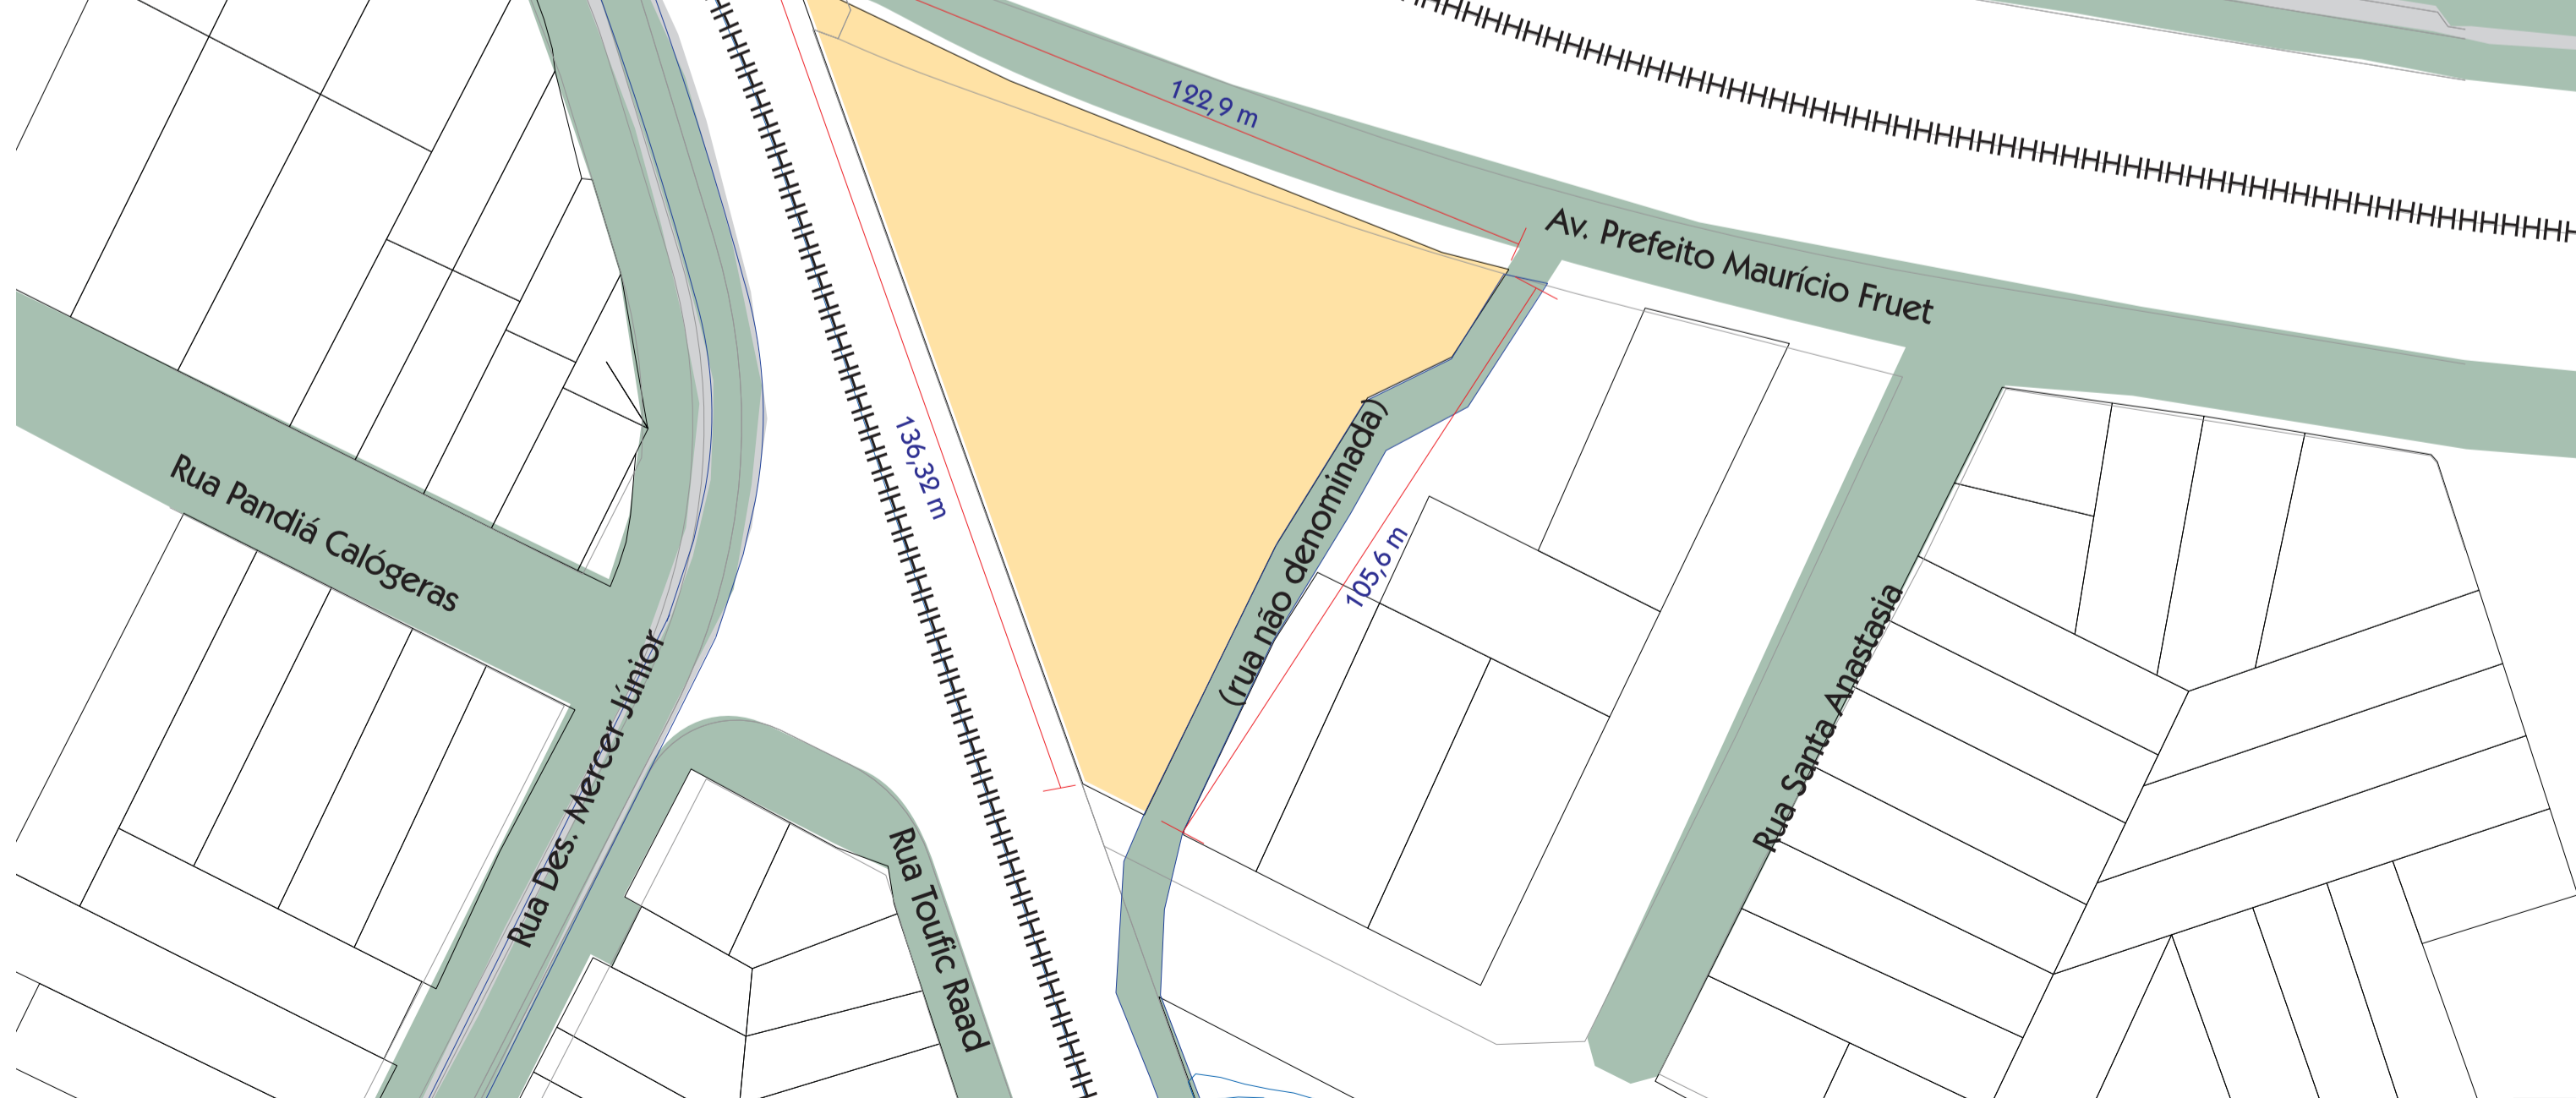 122,9 m
Av. Prefeito Maurício Fruet
136,32 m
(rua não denominada)
105,6 m
Rua Pandiá Calógeras
Rua Des. Mercer Júnior
Rua Santa Anastasia
Rua Toufic Raad